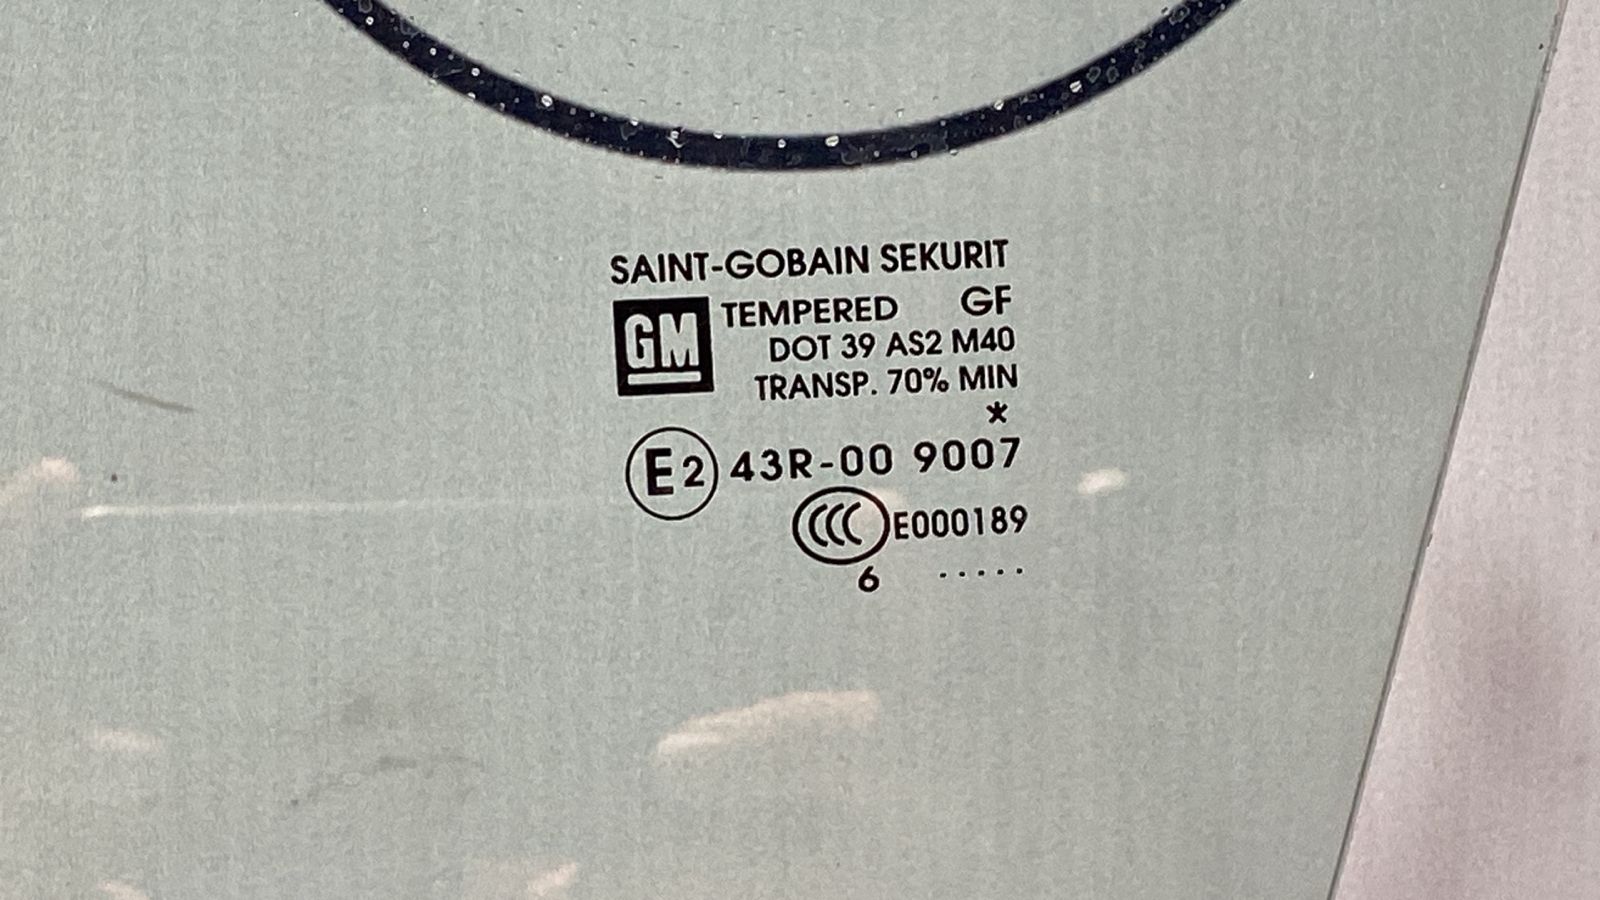 SAINT-GOBAIN SEKURIT
GM TEMPERED GF
DOT 39 AS2 M40
TRANSP. 70% MIN
*
E2 43R-00 9007
CCC E000189
6 .....